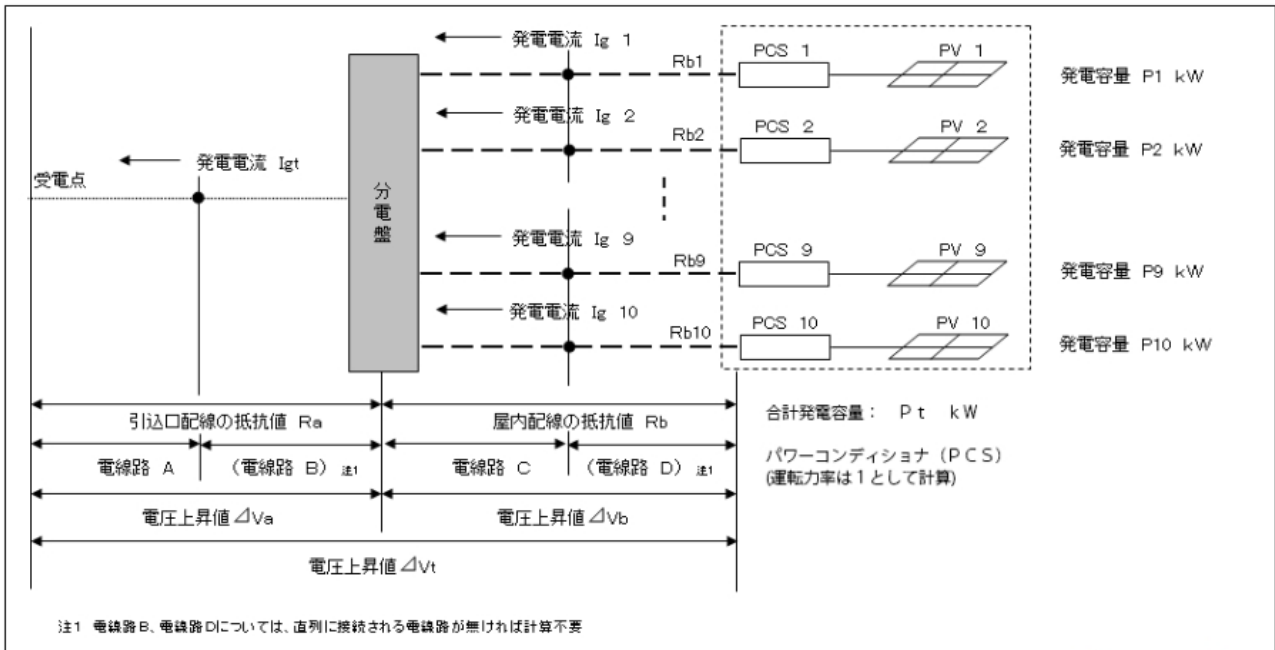 発電電流 Ig 1
Rb1
PCS 1
PV 1
発電容量 P1 kW
発電電流 Ig 2
Rb2
PCS 2
PV 2
発電容量 P2 kW
発電電流 Igt
受電点
分電盤
発電電流 Ig 9
Rb9
PCS 9
PV 9
発電容量 P9 kW
発電電流 Ig 10
Rb10
PCS 10
PV 10
発電容量 P10 kW
引込口配線の抵抗値 Ra
屋内配線の抵抗値 Rb
合計発電容量： Pt kW
電線路 A
(電線路 B) 注1
電線路 C
(電線路 D) 注1
パワーコンディショナ（PCS）
(運転力率は1として計算)
電圧上昇値⊿Va
電圧上昇値⊿Vb
電圧上昇値⊿Vt
注1 電線路B、電線路Dについては、直列に接続される電線路が無ければ計算不要